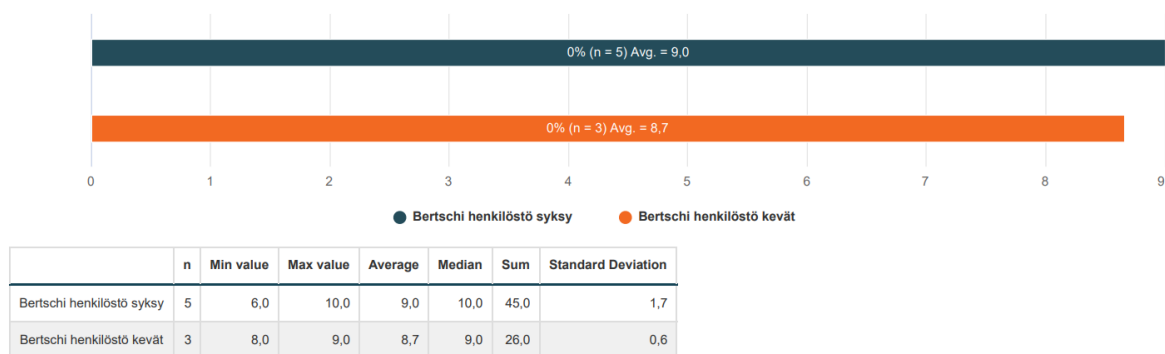 0% (n = 5) Avg. = 9,0
0% (n = 3) Avg. = 8,7
0 1 2 3 4 5 6 7 8 9
Bertschi henkilöstö syksy Bertschi henkilöstö kevät
n Min value Max value Average Median Sum Standard Deviation
Bertschi henkilöstö syksy 5 6,0 10,0 9,0 10,0 45,0 1,7
Bertschi henkilöstö kevät 3 8,0 9,0 8,7 9,0 26,0 0,6